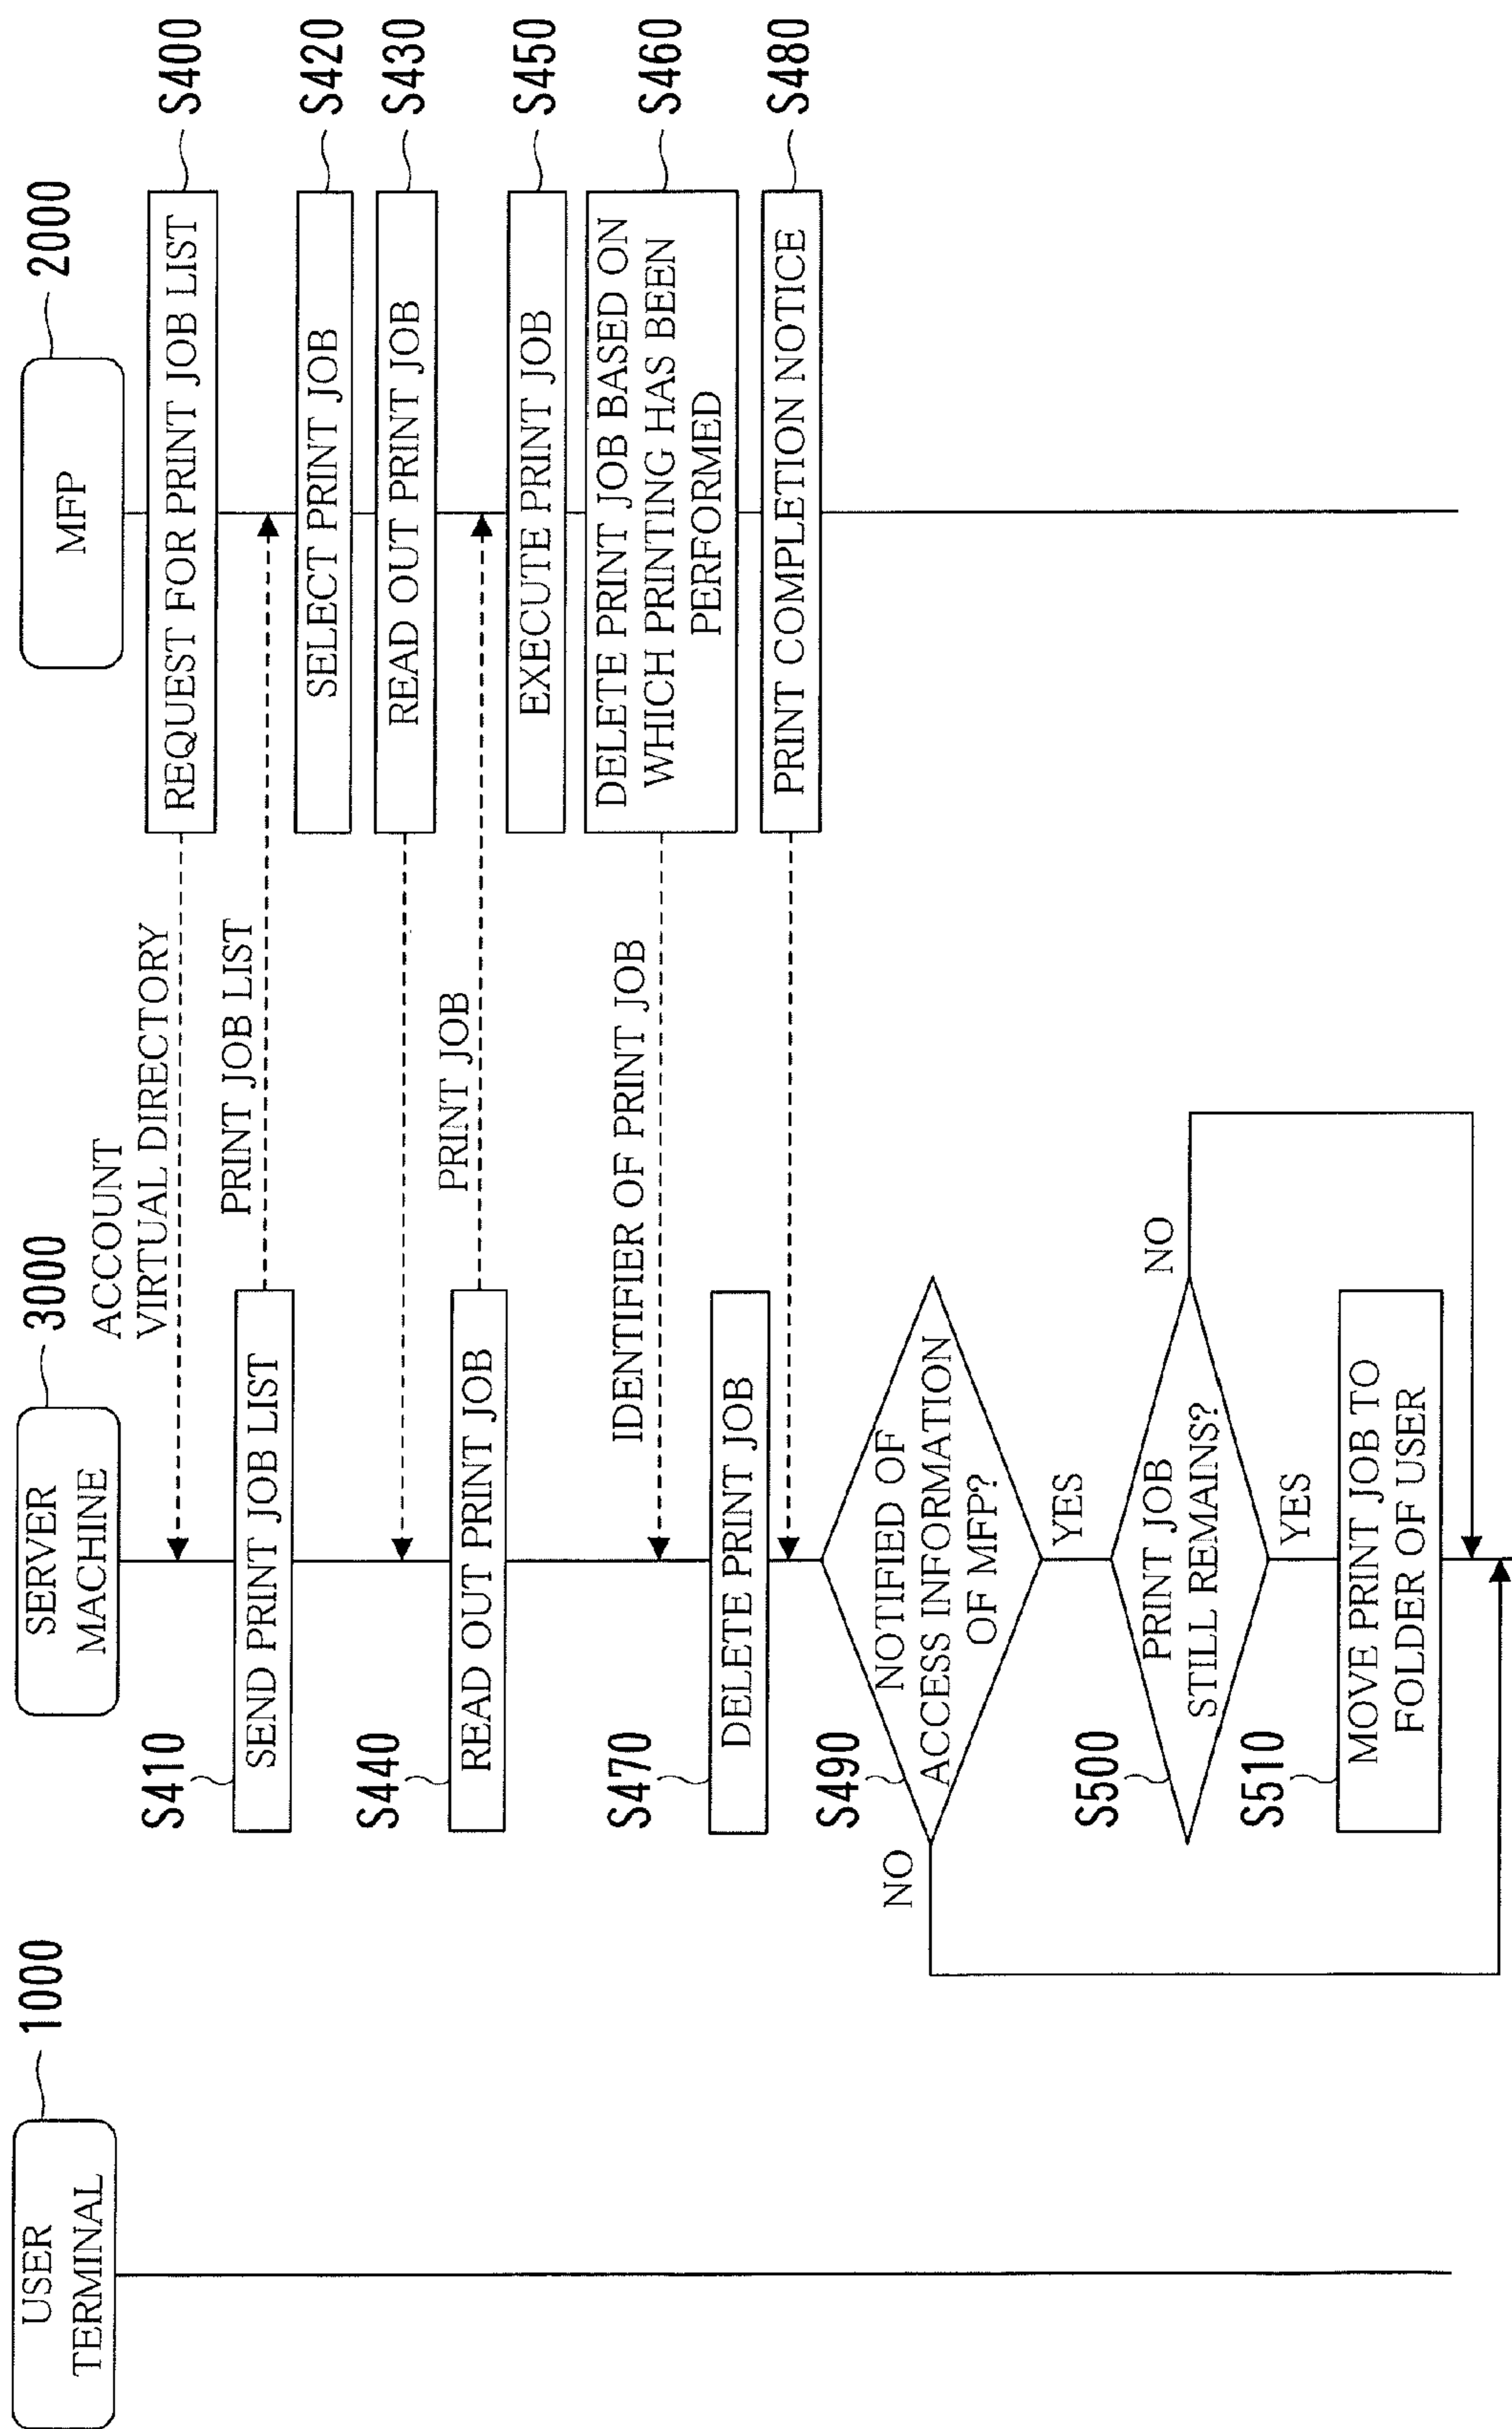 USER
TERMINAL
1000
SERVER
MACHINE
3000
MFP
2000
REQUEST FOR PRINT JOB LIST
S400
ACCOUNT
VIRTUAL DIRECTORY
S410
SEND PRINT JOB LIST
PRINT JOB LIST
SELECT PRINT JOB
S420
READ OUT PRINT JOB
S430
S440
READ OUT PRINT JOB
PRINT JOB
EXECUTE PRINT JOB
S450
DELETE PRINT JOB BASED ON
WHICH PRINTING HAS BEEN
PERFORMED
S460
IDENTIFIER OF PRINT JOB
S470
DELETE PRINT JOB
PRINT COMPLETION NOTICE
S480
S490
NOTIFIED OF
ACCESS INFORMATION
OF MFP?
NO
YES
S500
PRINT JOB
STILL REMAINS?
NO
YES
S510
MOVE PRINT JOB TO
FOLDER OF USER